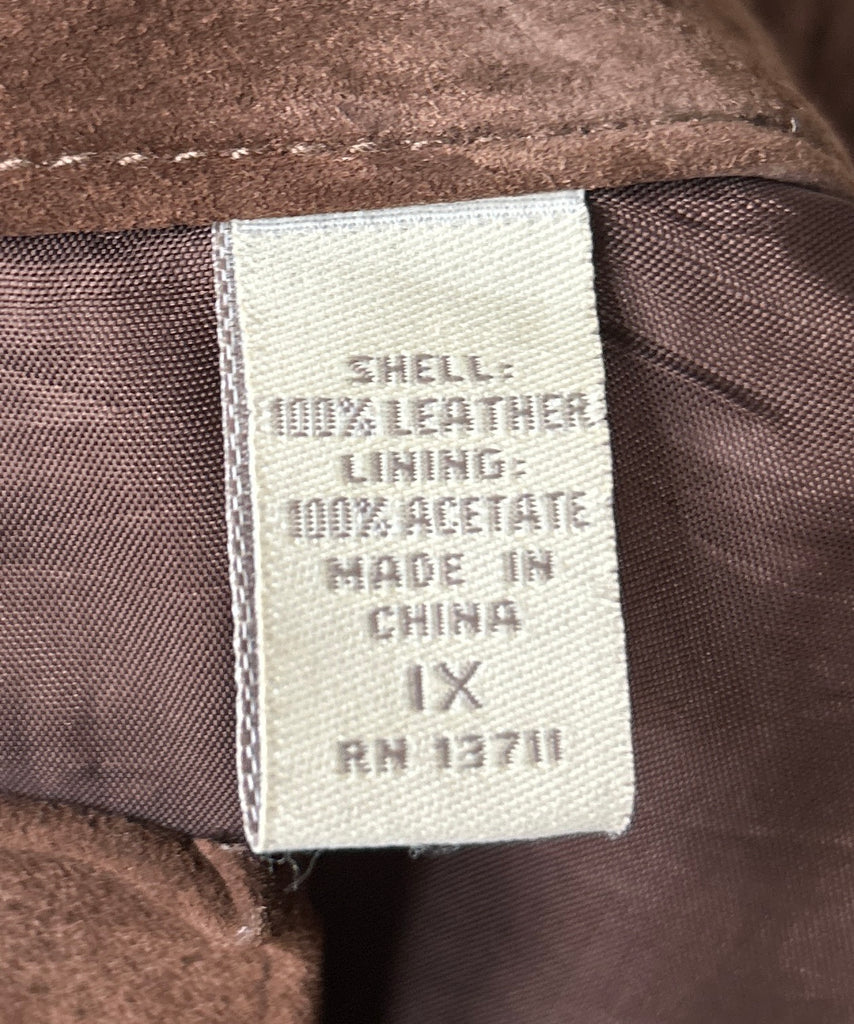 SHELL:
100% LEATHER
LINING:
100% ACETATE
MADE IN
CHINA
1X
RN 13711